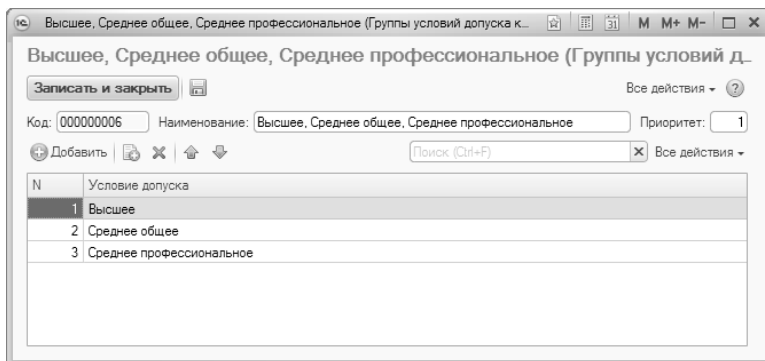 Высшее, Среднее общее, Среднее профессиональное (Группы условий допуска к... 31 M M+ M-
Высшее, Среднее общее, Среднее профессиональное (Группы условий д...
Записать и закрыть Все действия ?
Код: 000000006 Наименование: Высшее, Среднее общее, Среднее профессиональное Приоритет: 1
Добавить Поиск (Ctrl+F) Все действия
N Условие допуска
1 Высшее
2 Среднее общее
3 Среднее профессиональное